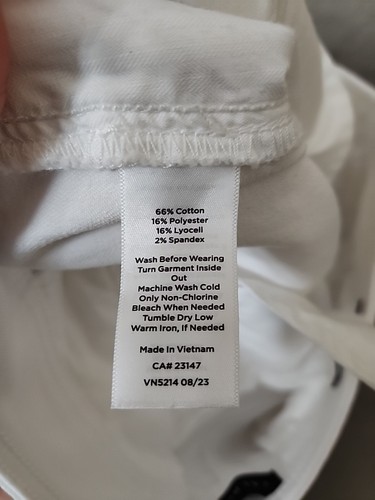 66% Cotton
16% Polyester
16% Lyocell
2% Spandex
Wash Before Wearing
Turn Garment Inside
Out
Machine Wash Cold
Only Non-Chlorine
Bleach When Needed
Tumble Dry Low
Warm Iron, If Needed
Made In Vietnam
CA# 23147
VN5214 08/23